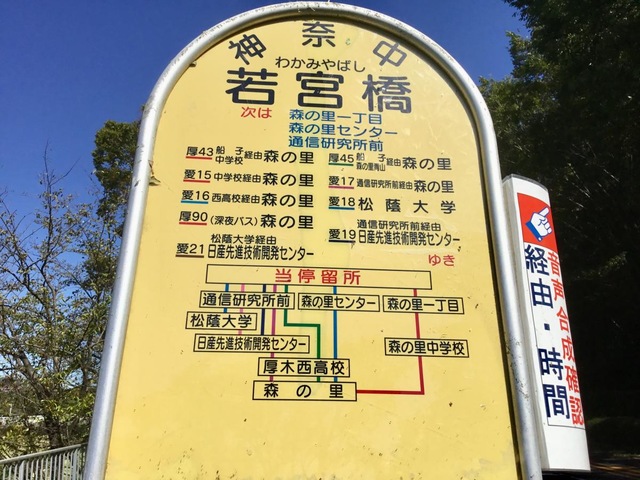 神奈中
わかみやばし
若宮橋
次は 森の里一丁目
森の里センター
通信研究所前
厚43 船子中学校経由 森の里
厚45 船子森の里青山経由 森の里
愛15 中学校経由 森の里
愛17 通信研究所前経由 森の里
愛16 西高校経由 森の里
愛18 松蔭大学
厚90 (深夜バス) 森の里
愛19 通信研究所前経由 日産先進技術開発センター
愛21 松蔭大学経由 日産先進技術開発センター
ゆき
当停留所
通信研究所前 森の里センター 森の里一丁目
松蔭大学
日産先進技術開発センター 森の里中学校
厚木西高校
森の里
音声合成確認
経由・時間